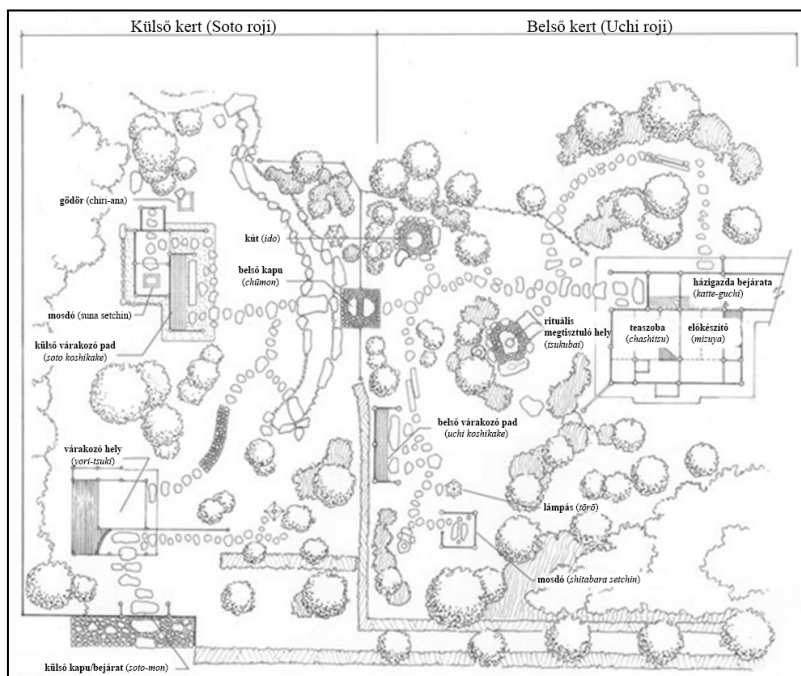 Külső kert (Soto roji)
Belső kert (Uchi roji)
gödör (chiri-ana)
kút (ido)
belső kapu
(chūmon)
házigazda bejárata
(katte-guchi)
mosdó (suna setchin)
rituális
megtisztuló hely
(tsukubai)
teaszoba
(chashitsu)
előkészítő
(mizuya)
külső várakozó pad
(soto koshikake)
belső várakozó pad
(uchi koshikake)
várakozó hely
(yori-tsuki)
lámpás (tōrō)
mosdó (shitabara setchin)
külső kapu/bejárat (soto-mon)